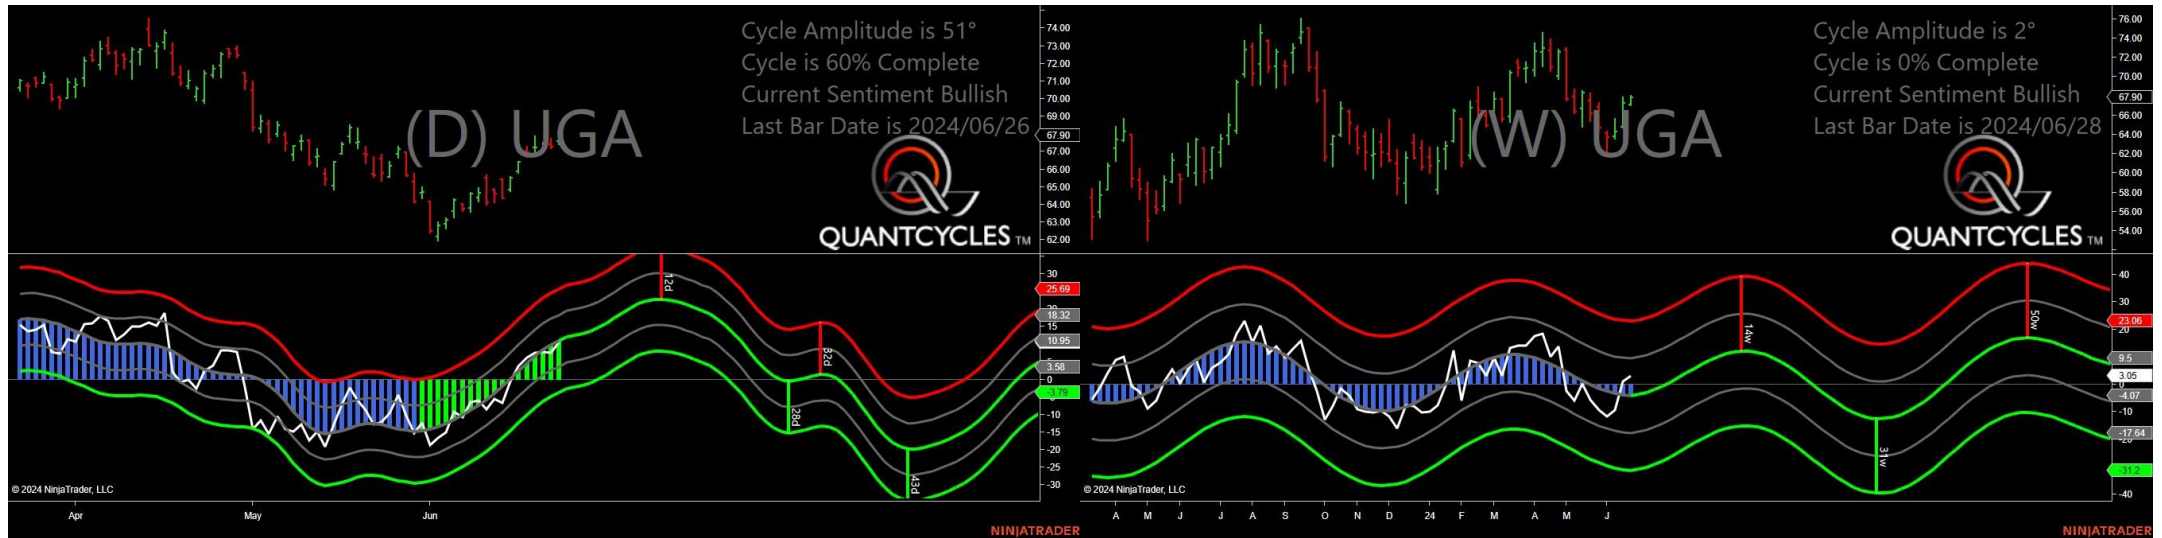 Cycle Amplitude is 51°
Cycle is 60% Complete
Current Sentiment Bullish
Last Bar Date is 2024/06/26
(D) UGA
QUANTCYCLES TM
74.00
73.00
72.00
71.00
70.00
69.00
67.90
67.00
66.00
65.00
64.00
63.00
62.00
30
25.69
18.32
15
10.95
3.58
0
-3.79
-10
-15
-20
-25
-30
12d
28d
32d
43d
© 2024 NinjaTrader, LLC
Apr
May
Jun
NINJATRADER
Cycle Amplitude is 2°
Cycle is 0% Complete
Current Sentiment Bullish
Last Bar Date is 2024/06/28
(W) UGA
QUANTCYCLES TM
76.00
74.00
72.00
70.00
67.90
66.00
64.00
62.00
60.00
58.00
56.00
54.00
40
30
23.06
20
9.5
3.05
-4.07
-10
-17.64
-31.2
-40
14w
31w
50w
© 2024 NinjaTrader, LLC
A M J J A S O N D 24 F M A M J
NINJATRADER